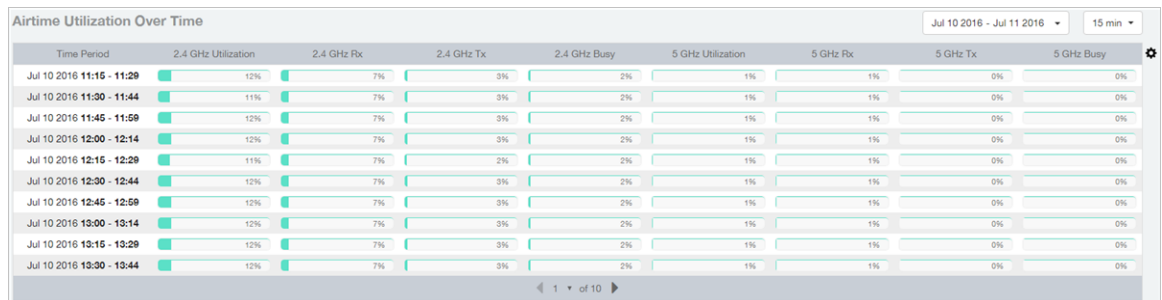 Airtime Utilization Over Time
Jul 10 2016 - Jul 11 2016 15 min
Time Period 2.4 GHz Utilization 2.4 GHz Rx 2.4 GHz Tx 2.4 GHz Busy 5 GHz Utilization 5 GHz Rx 5 GHz Tx 5 GHz Busy
Jul 10 2016 11:15 - 11:29 12% 7% 3% 2% 1% 1% 0% 0%
Jul 10 2016 11:30 - 11:44 11% 7% 3% 2% 1% 1% 0% 0%
Jul 10 2016 11:45 - 11:59 12% 7% 3% 2% 1% 1% 0% 0%
Jul 10 2016 12:00 - 12:14 12% 7% 3% 2% 1% 1% 0% 0%
Jul 10 2016 12:15 - 12:29 11% 7% 2% 2% 1% 1% 0% 0%
Jul 10 2016 12:30 - 12:44 12% 7% 3% 2% 1% 1% 0% 0%
Jul 10 2016 12:45 - 12:59 12% 7% 3% 2% 1% 1% 0% 0%
Jul 10 2016 13:00 - 13:14 12% 7% 3% 2% 1% 1% 0% 0%
Jul 10 2016 13:15 - 13:29 12% 7% 3% 2% 1% 1% 0% 0%
Jul 10 2016 13:30 - 13:44 12% 7% 3% 2% 1% 1% 0% 0%
1 of 10